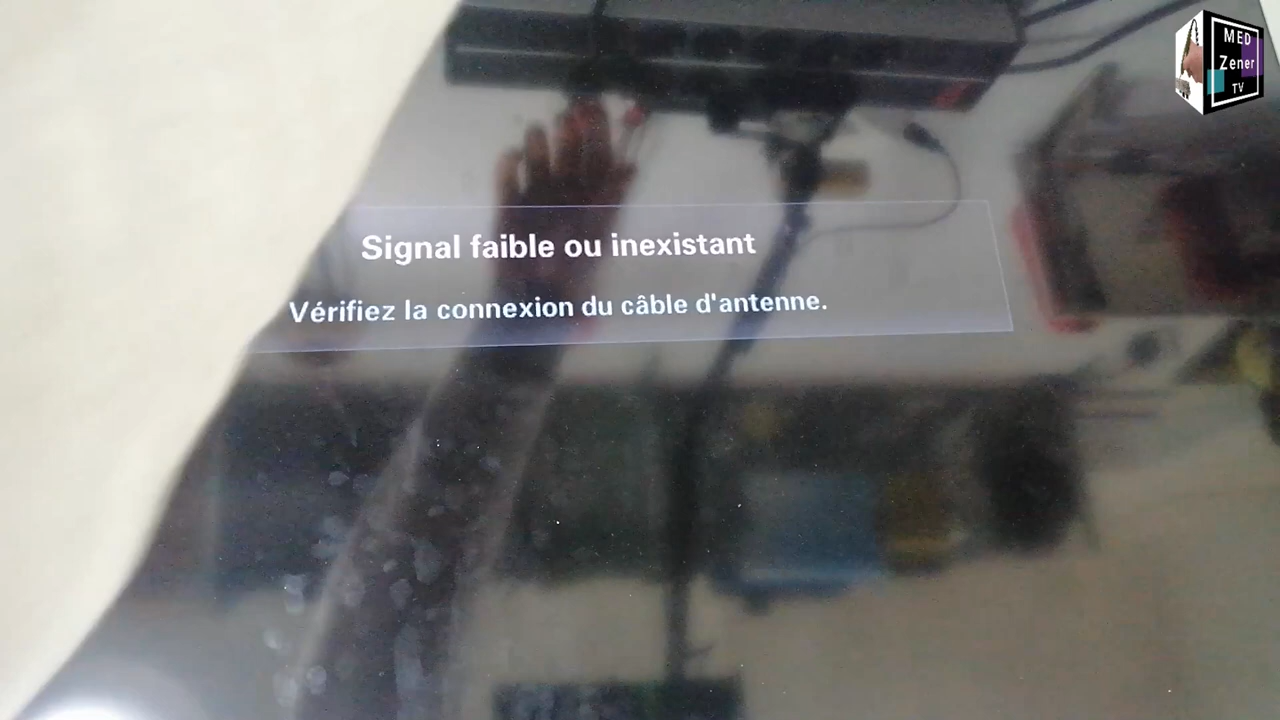 MED
Zener
TV
Signal faible ou inexistant
Vérifiez la connexion du câble d'antenne.